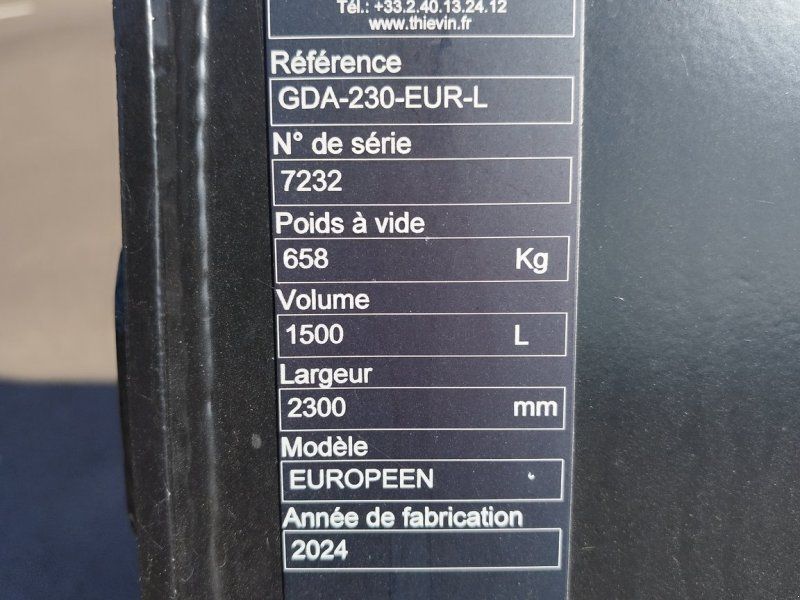 Tél.: +33.2.40.13.24.12
www.thievin.fr
Référence
GDA-230-EUR-L
N° de série
7232
Poids à vide
658 Kg
Volume
1500 L
Largeur
2300 mm
Modèle
EUROPEEN
Année de fabrication
2024